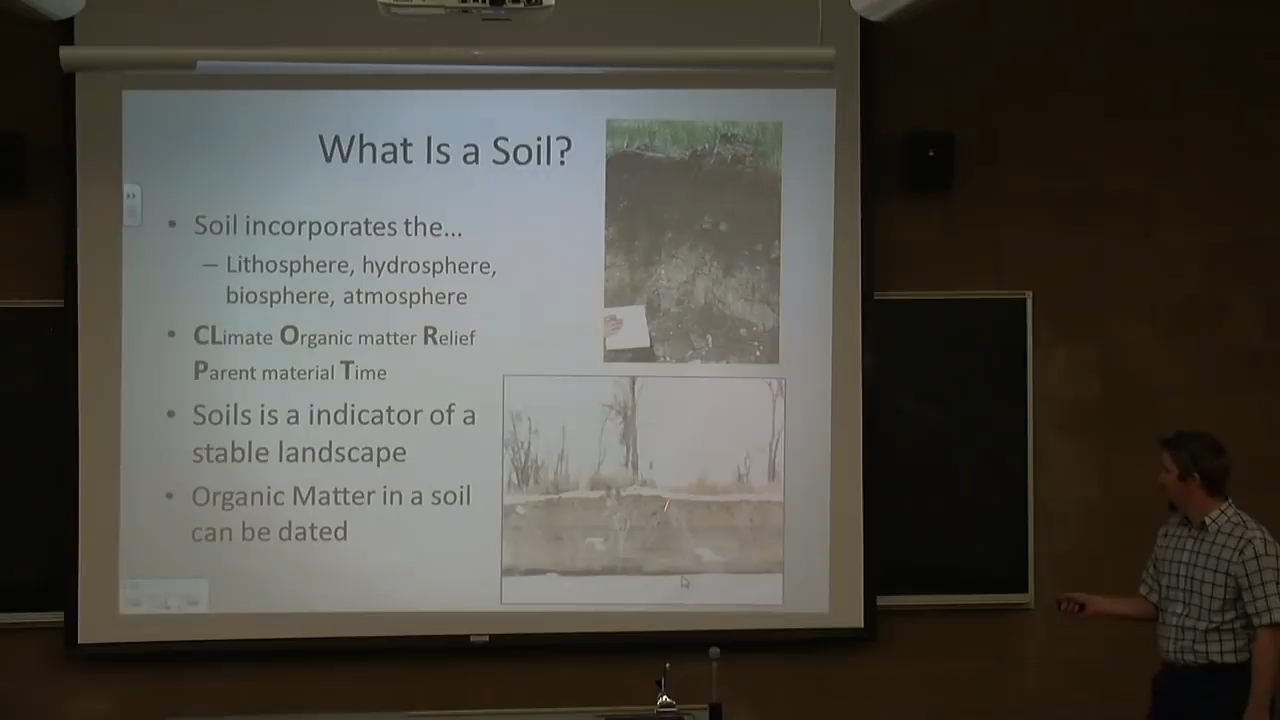 What Is a Soil?
• Soil incorporates the...
– Lithosphere, hydrosphere,
biosphere, atmosphere
• CLimate Organic matter Relief
Parent material Time
• Soils is a indicator of a
stable landscape
• Organic Matter in a soil
can be dated